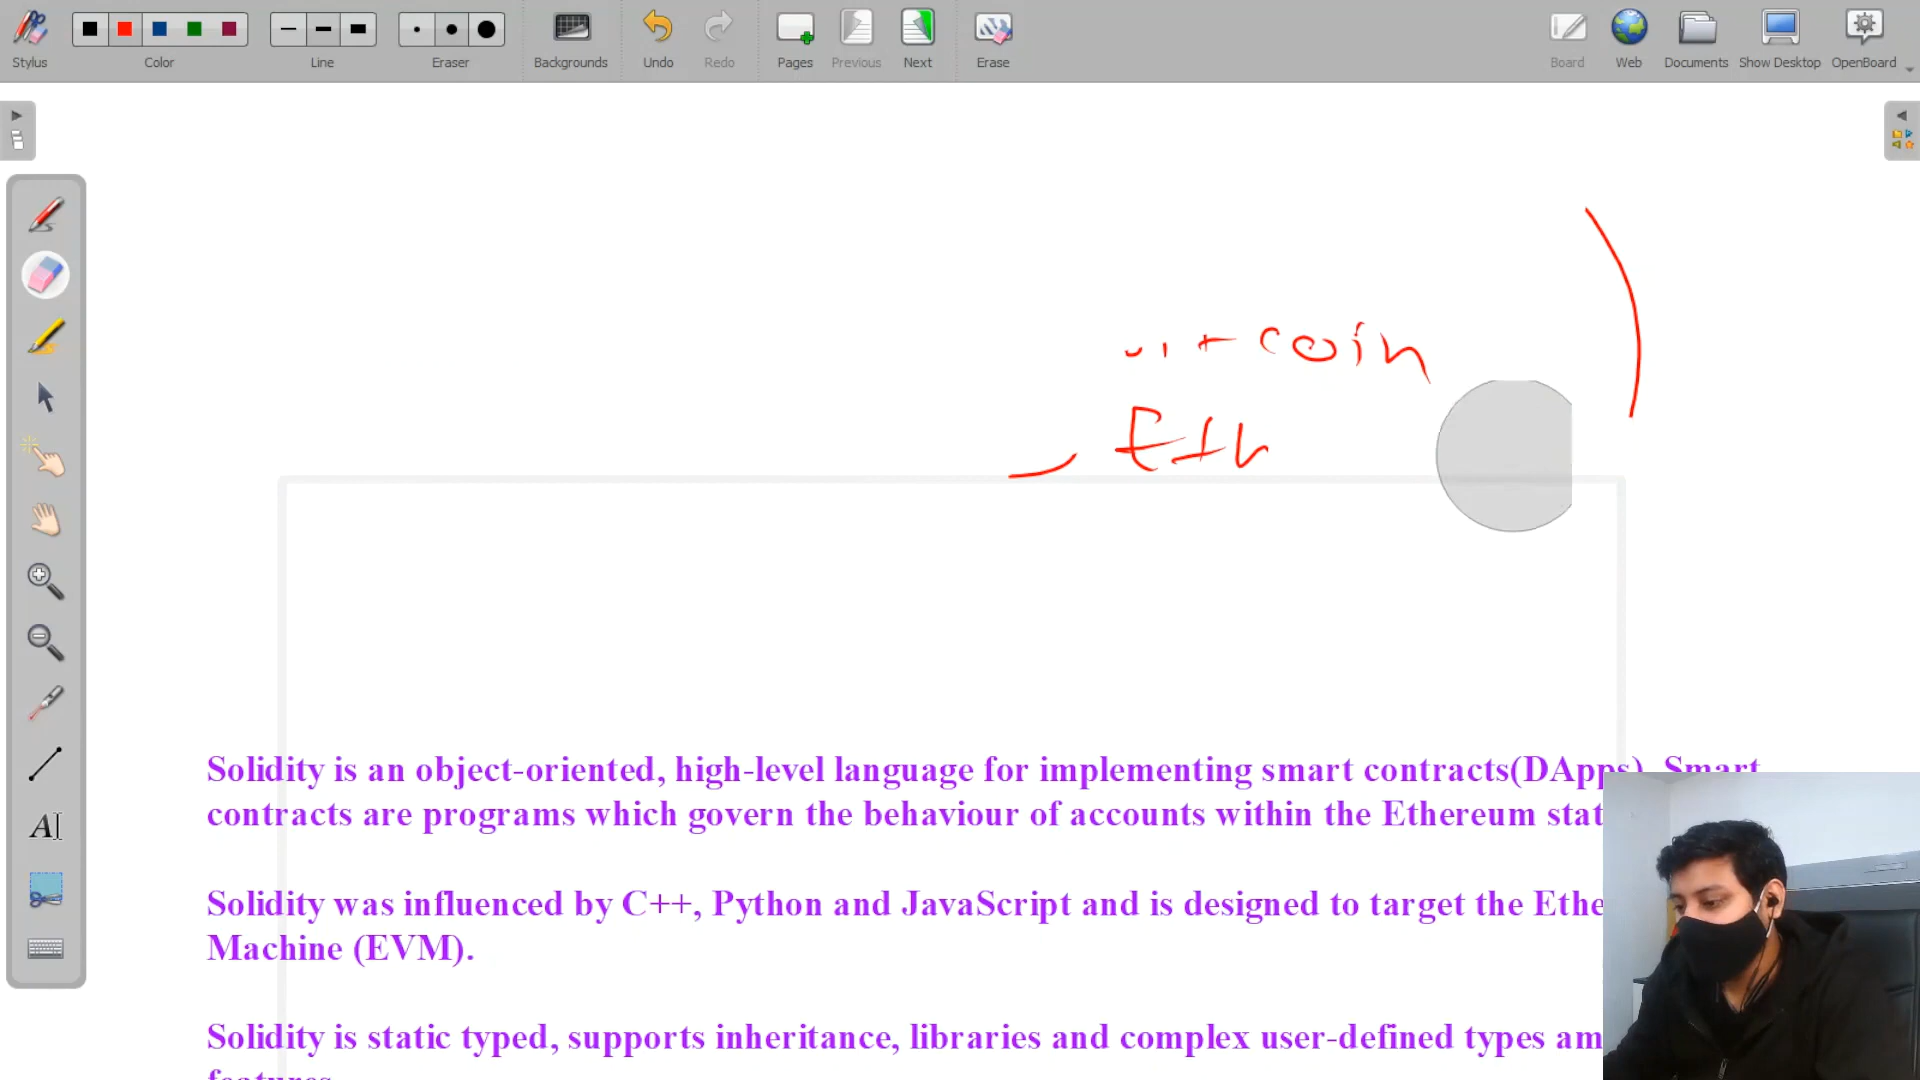 Stylus Color Line Eraser Backgrounds Undo Redo Pages Previous Next Erase Board Web Documents Show Desktop OpenBoard
coin
Eth
Solidity is an object-oriented, high-level language for implementing smart contracts(DApps). Smart
contracts are programs which govern the behaviour of accounts within the Ethereum stat
Solidity was influenced by C++, Python and JavaScript and is designed to target the Ethe
Machine (EVM).
Solidity is static typed, supports inheritance, libraries and complex user-defined types am
features